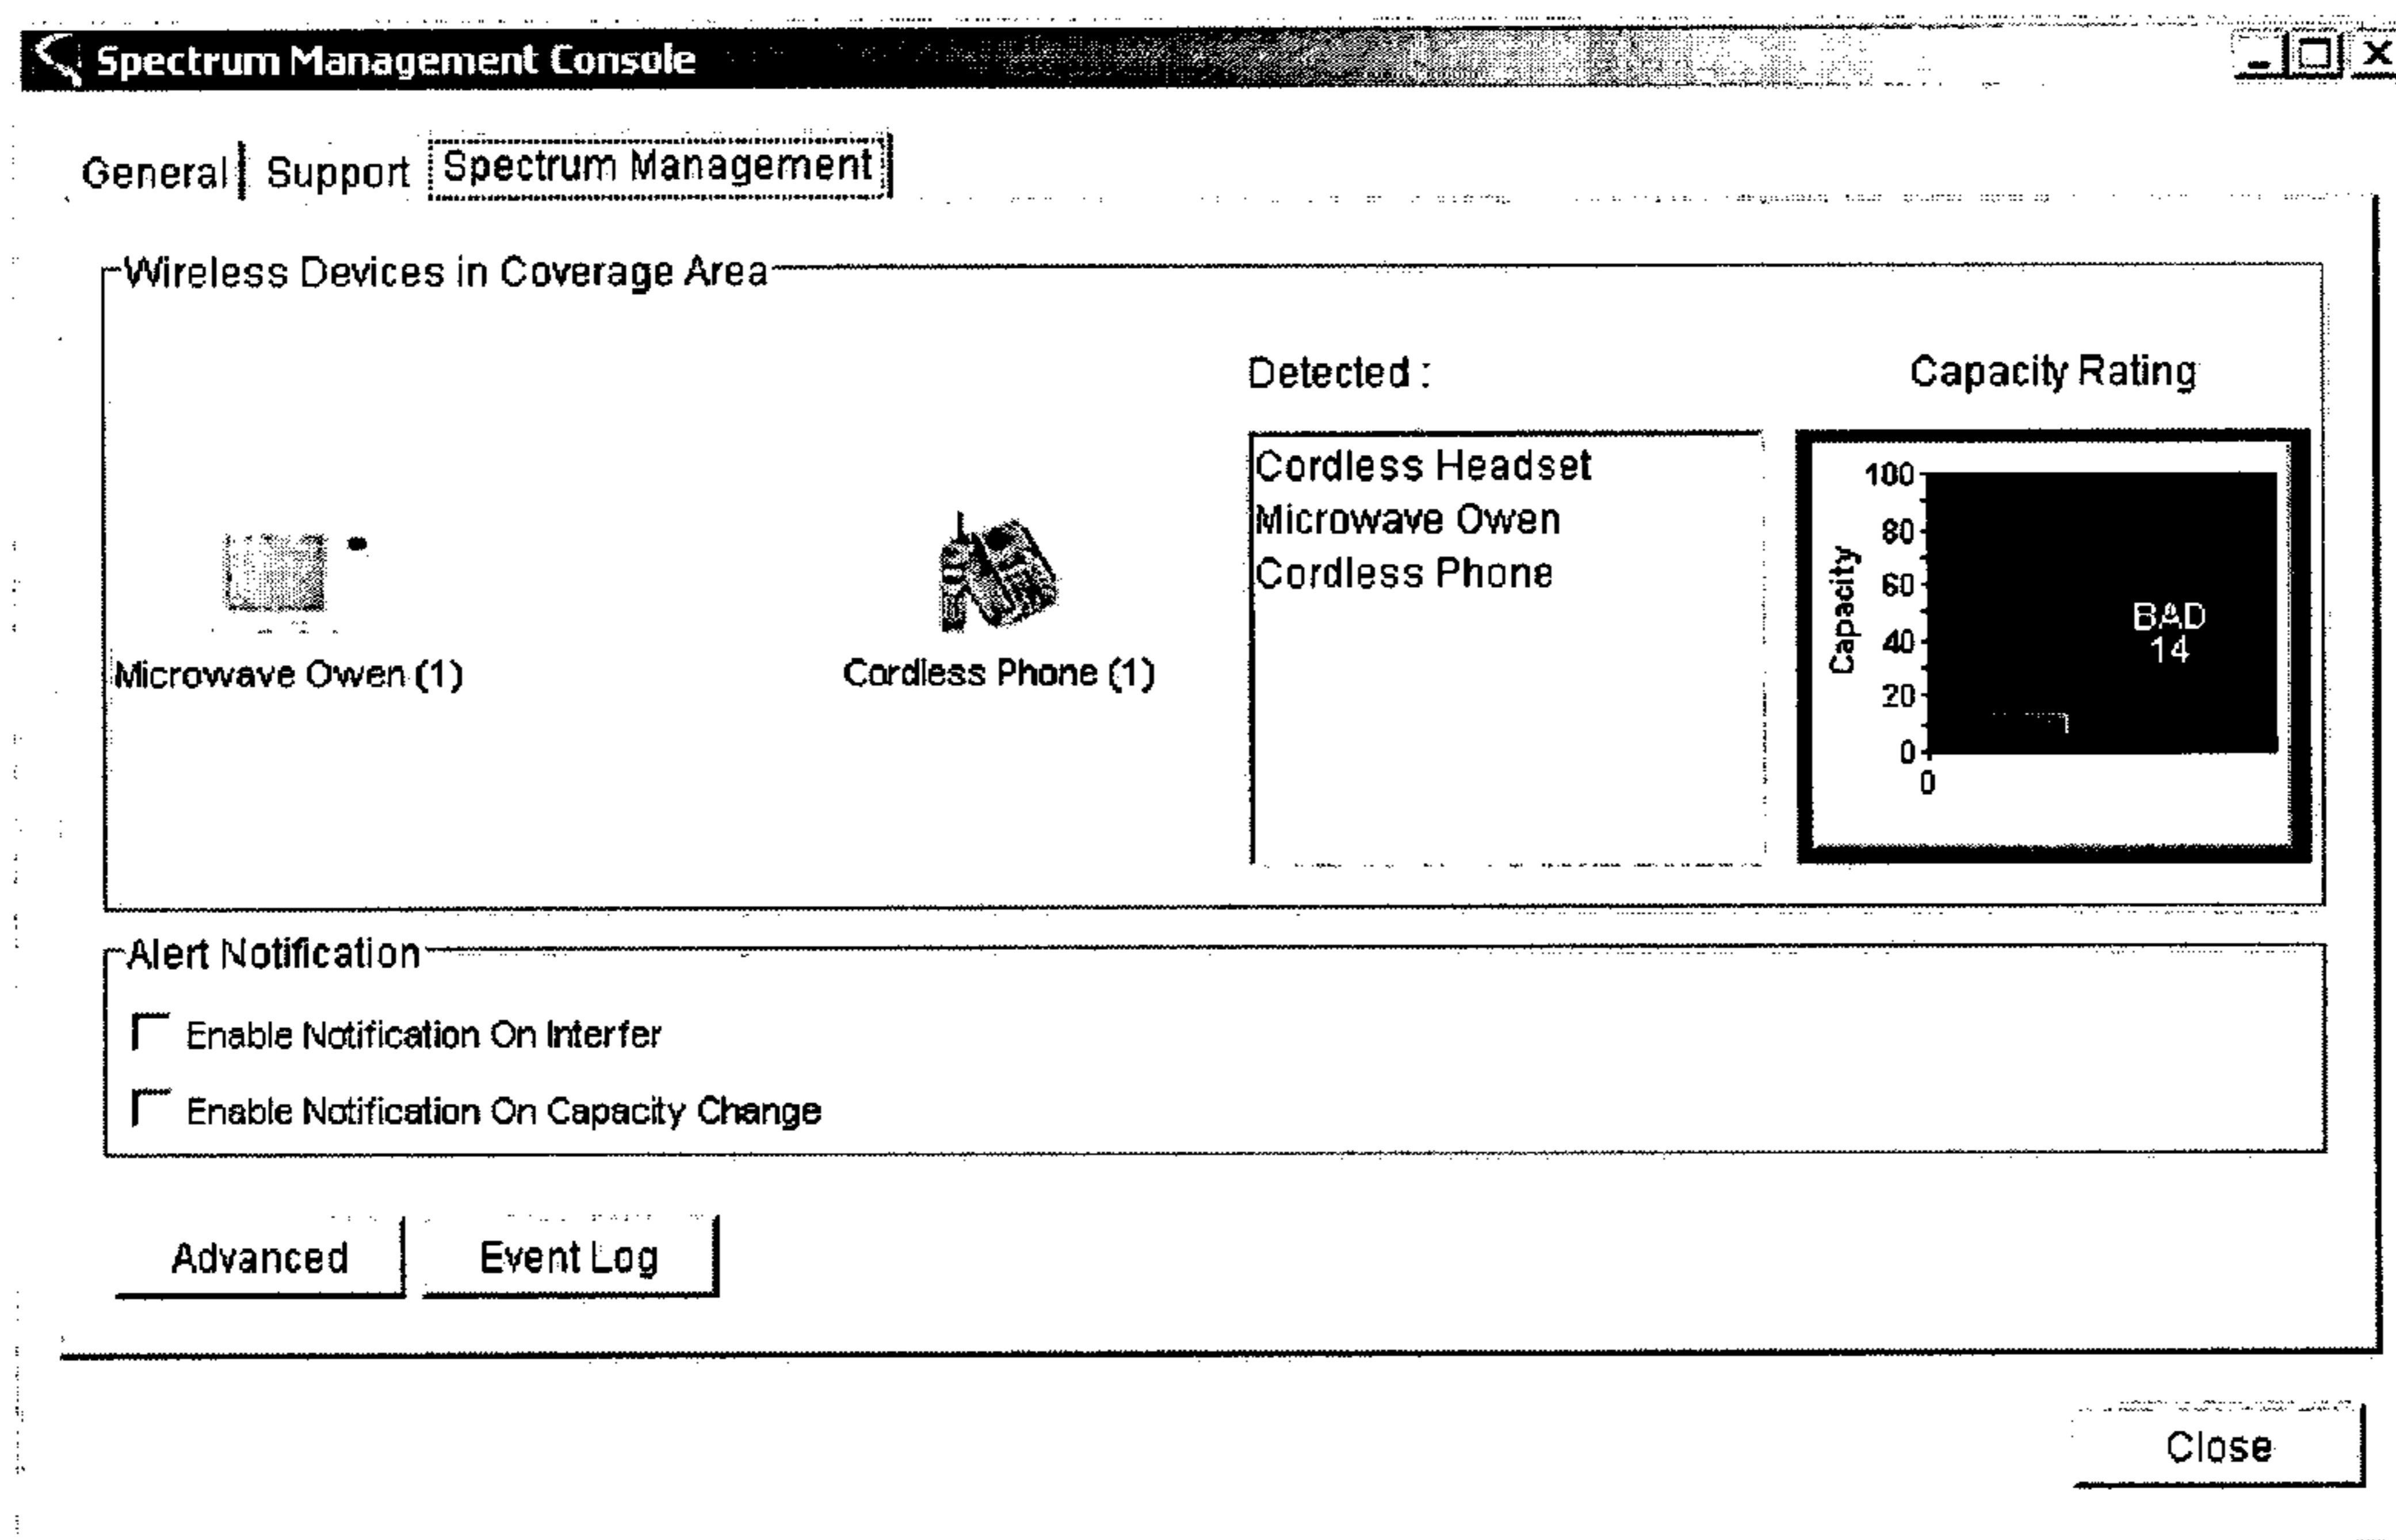 Spectrum Management Console
General Support Spectrum Management
Wireless Devices in Coverage Area
Detected :
Capacity Rating
Cordless Headset
Microwave Owen
Cordless Phone
Microwave Owen (1)
Cordless Phone (1)
Capacity
100
80
60
40
20
0
0
BAD
14
Alert Notification
Enable Notification On Interfer
Enable Notification On Capacity Change
Advanced
Event Log
Close